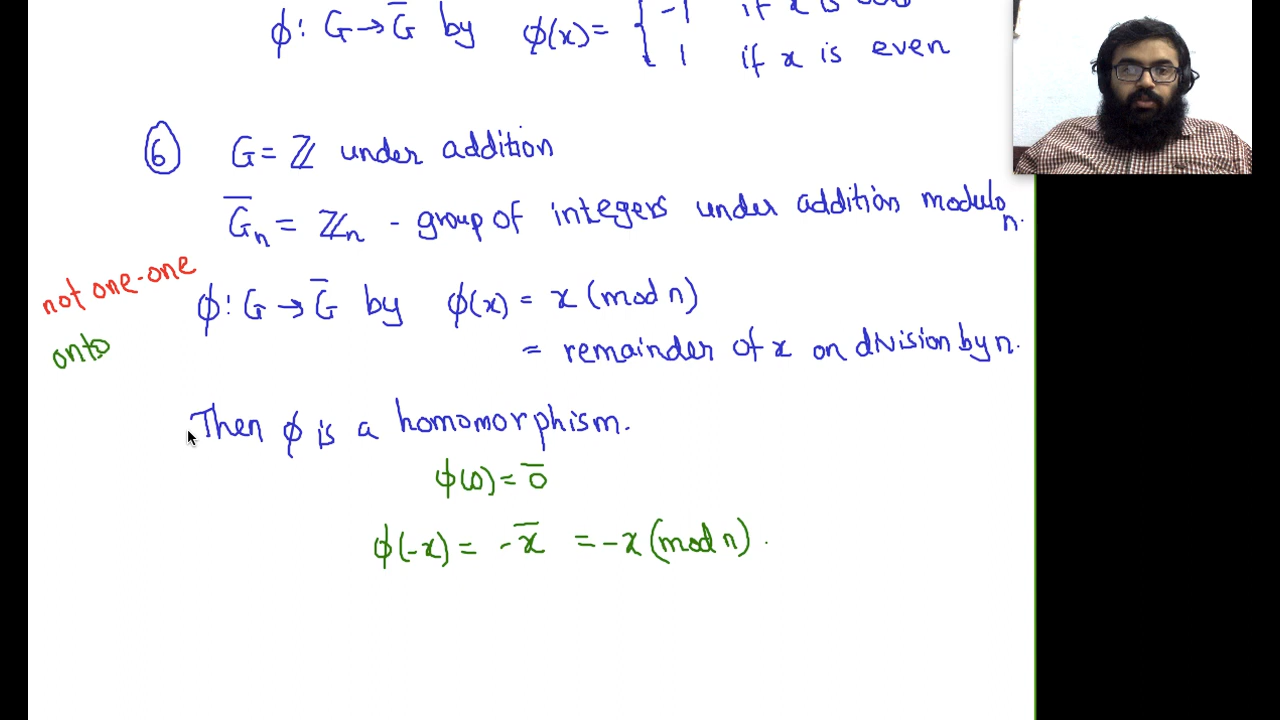 ϕ: G → G̅ by ϕ(x) = { -1 if x is odd
1 if x is even
⑥ G = ℤ under addition
G̅ₙ = ℤₙ - group of integers under addition modulo n.
not one-one
ϕ: G → G̅ by ϕ(x) = x (mod n)
onto
= remainder of x on division by n.
Then ϕ is a homomorphism.
ϕ(0) = 0̅
ϕ(-x) = -x̅ = -x (mod n).